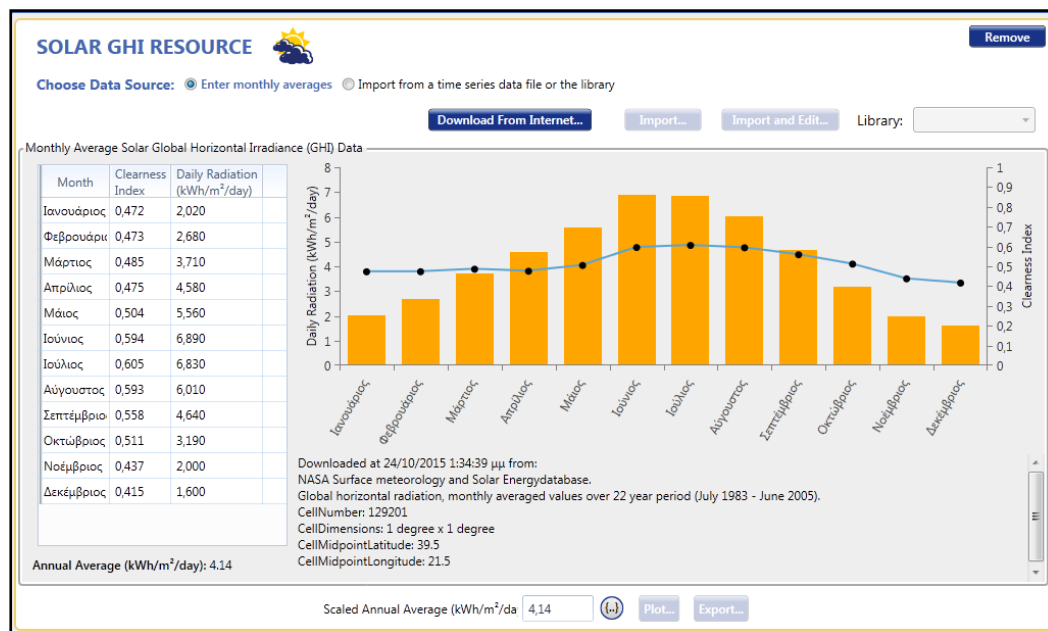 SOLAR GHI RESOURCE
Remove
Choose Data Source: Enter monthly averages Import from a time series data file or the library
Download From Internet... Import... Import and Edit... Library:
Monthly Average Solar Global Horizontal Irradiance (GHI) Data
Month Clearness Index Daily Radiation (kWh/m²/day)
Ιανουάριος 0,472 2,020
Φεβρουάριο 0,473 2,680
Μάρτιος 0,485 3,710
Απρίλιος 0,475 4,580
Μάιος 0,504 5,560
Ιούνιος 0,594 6,890
Ιούλιος 0,605 6,830
Αύγουστος 0,593 6,010
Σεπτέμβριο 0,558 4,640
Οκτώβριος 0,511 3,190
Νοέμβριος 0,437 2,000
Δεκέμβριος 0,415 1,600
Annual Average (kWh/m²/day): 4.14
Daily Radiation (kWh/m²/day)
8
7
6
5
4
3
2
1
0
1
0,9
0,8
0,7
0,6
0,5
0,4
0,3
0,2
0,1
0
Clearness Index
Ιανουάριος
Φεβρουάριος
Μάρτιος
Απρίλιος
Μάιος
Ιούνιος
Ιούλιος
Αύγουστος
Σεπτέμβριος
Οκτώβριος
Νοέμβριος
Δεκέμβριος
Downloaded at 24/10/2015 1:34:39 μμ from:
NASA Surface meteorology and Solar Energydatabase.
Global horizontal radiation, monthly averaged values over 22 year period (July 1983 - June 2005).
CellNumber: 129201
CellDimensions: 1 degree x 1 degree
CellMidpointLatitude: 39.5
CellMidpointLongitude: 21.5
Scaled Annual Average (kWh/m²/da 4,14 {..} Plot... Export...